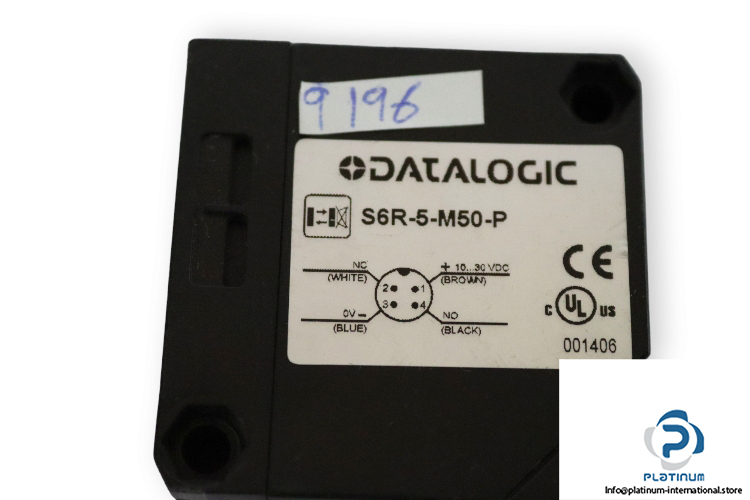 9196
DATALOGIC
S6R-5-M50-P
NC
(WHITE)
+ 10...30 VDC
(BROWN)
2 1
3 4
0V -
(BLUE)
NO
(BLACK)
CE
C UL US
001406
PLATINUM
Info@platinum-international.store